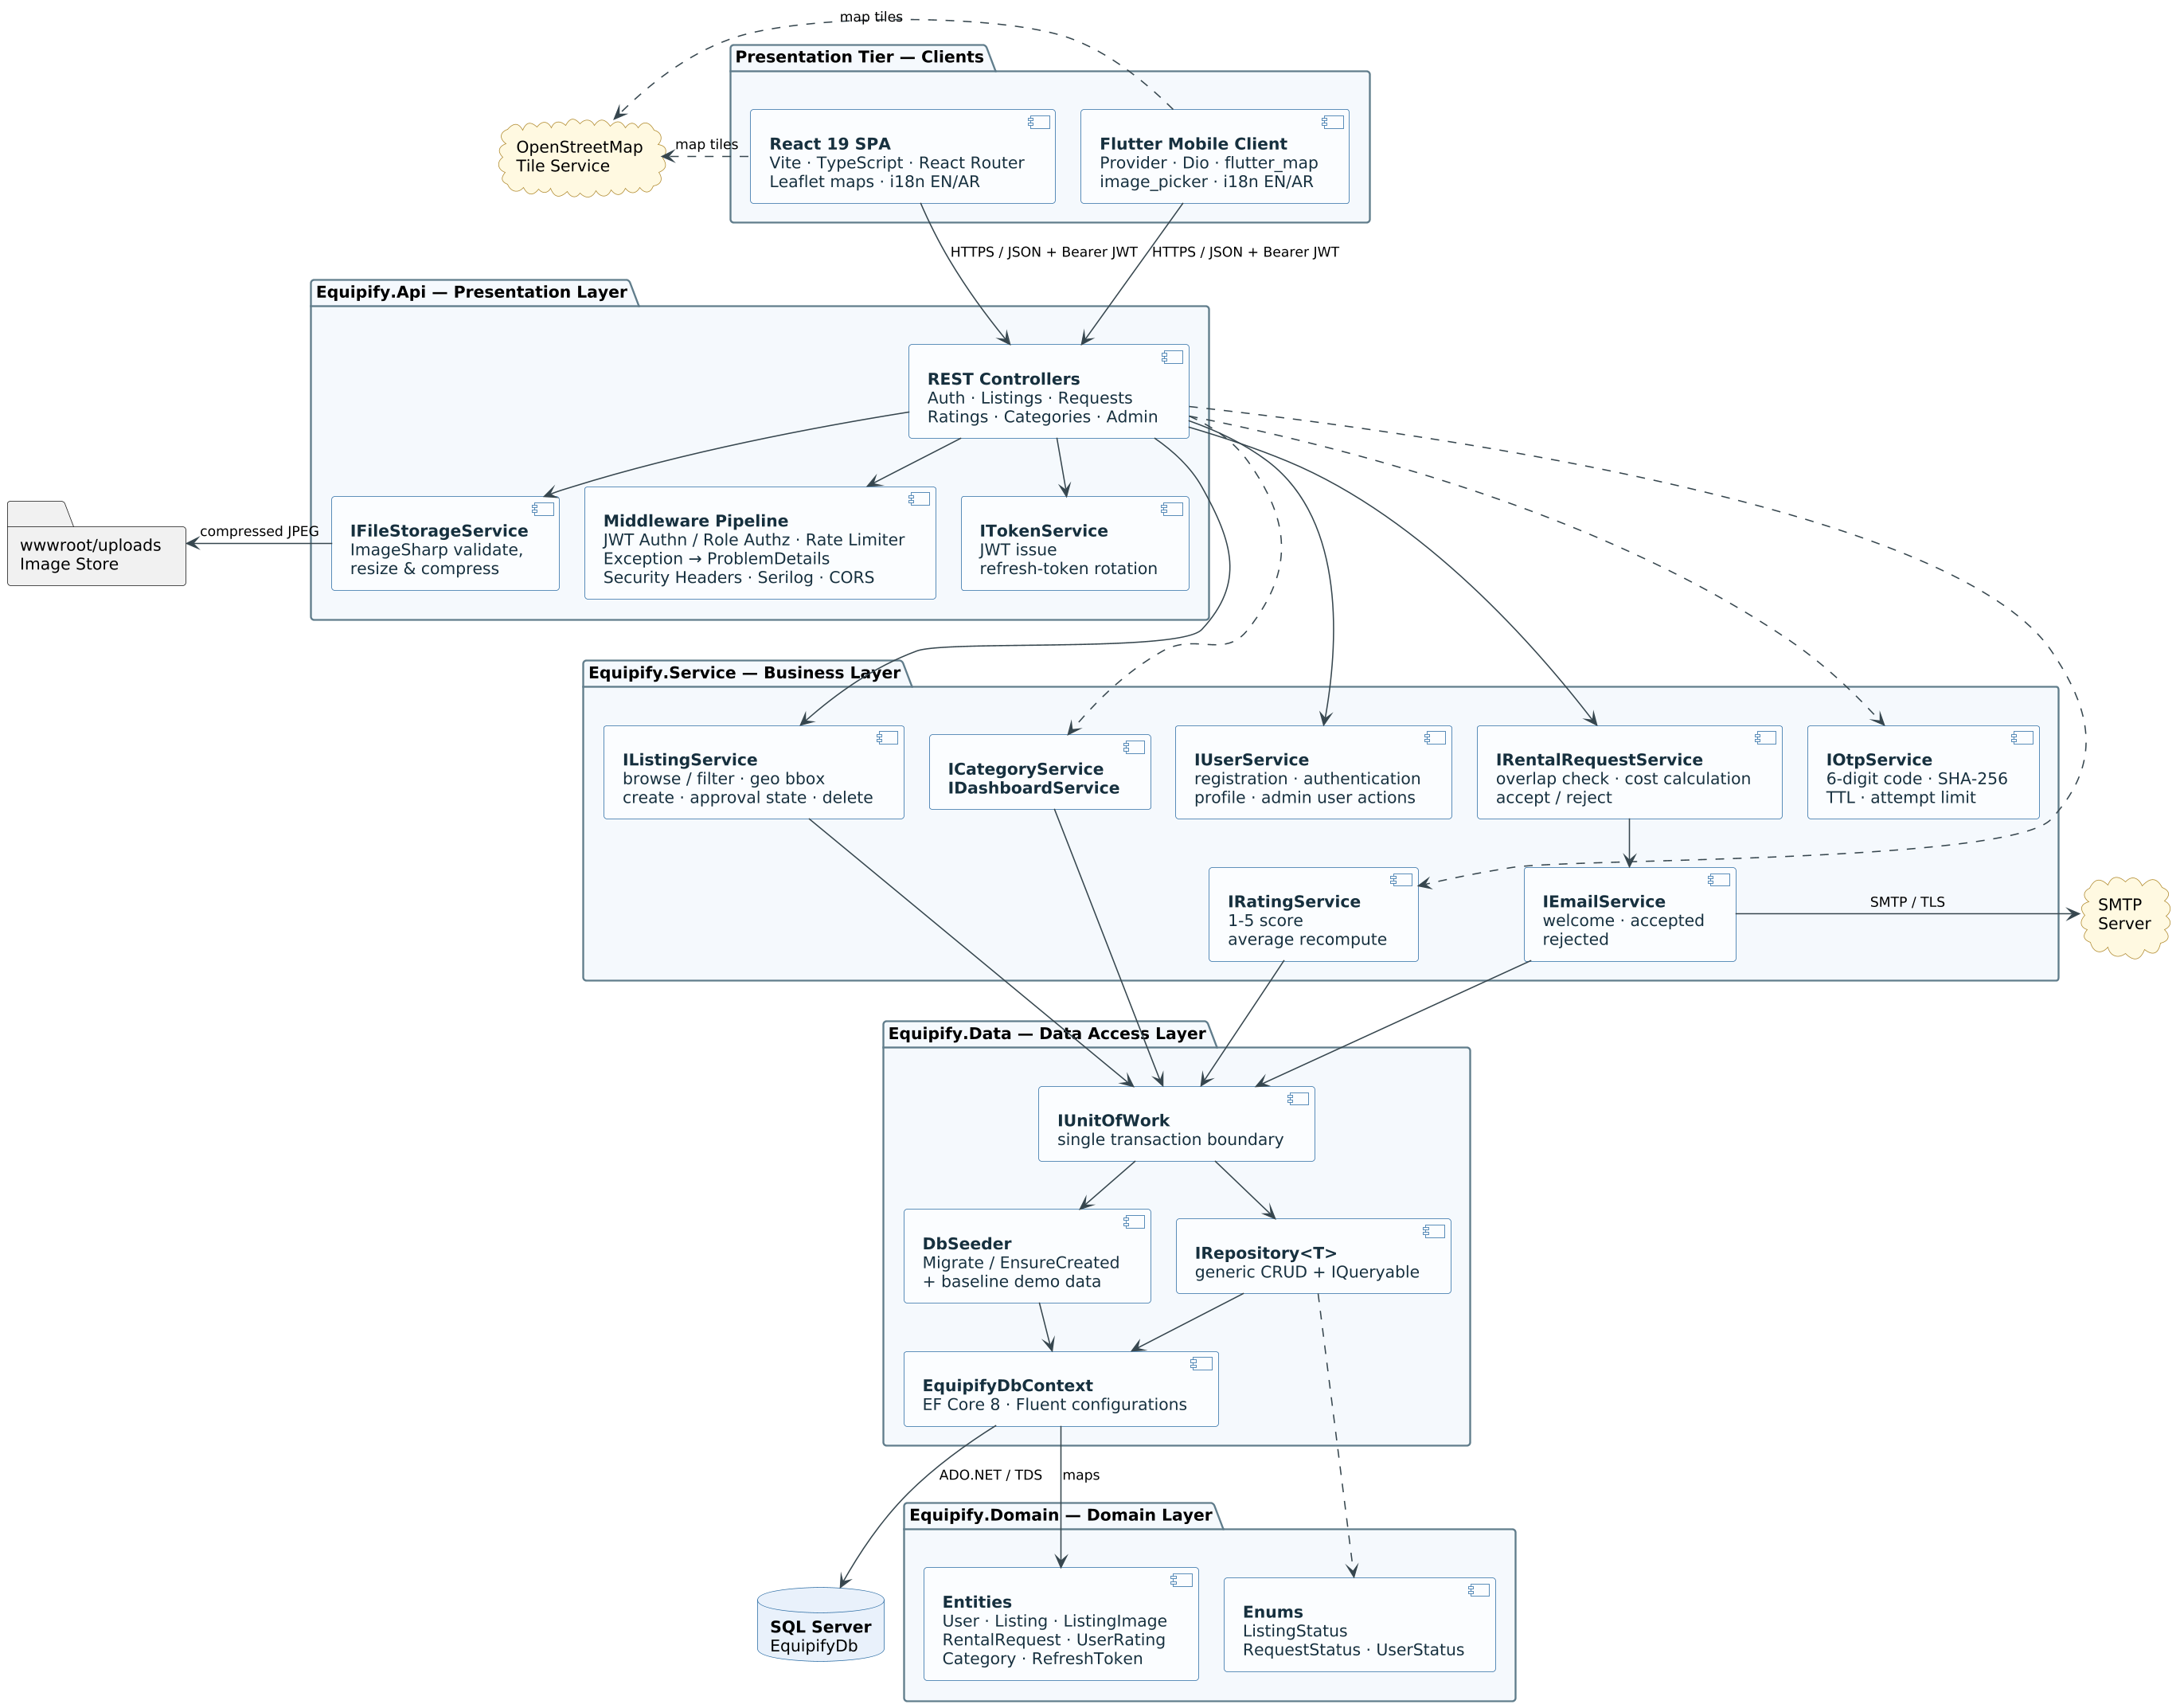 map tiles
Presentation Tier — Clients
OpenStreetMap
Tile Service
map tiles
React 19 SPA
Vite · TypeScript · React Router
Leaflet maps · i18n EN/AR
Flutter Mobile Client
Provider · Dio · flutter_map
image_picker · i18n EN/AR
HTTPS / JSON + Bearer JWT
HTTPS / JSON + Bearer JWT
Equipify.Api — Presentation Layer
REST Controllers
Auth · Listings · Requests
Ratings · Categories · Admin
wwwroot/uploads
Image Store
compressed JPEG
IFileStorageService
ImageSharp validate,
resize & compress
Middleware Pipeline
JWT Authn / Role Authz · Rate Limiter
Exception → ProblemDetails
Security Headers · Serilog · CORS
ITokenService
JWT issue
refresh-token rotation
Equipify.Service — Business Layer
IListingService
browse / filter · geo bbox
create · approval state · delete
ICategoryService
IDashboardService
IUserService
registration · authentication
profile · admin user actions
IRentalRequestService
overlap check · cost calculation
accept / reject
IOtpService
6-digit code · SHA-256
TTL · attempt limit
IRatingService
1-5 score
average recompute
IEmailService
welcome · accepted
rejected
SMTP / TLS
SMTP
Server
Equipify.Data — Data Access Layer
IUnitOfWork
single transaction boundary
DbSeeder
Migrate / EnsureCreated
+ baseline demo data
IRepository<T>
generic CRUD + IQueryable
EquipifyDbContext
EF Core 8 · Fluent configurations
ADO.NET / TDS
maps
Equipify.Domain — Domain Layer
SQL Server
EquipifyDb
Entities
User · Listing · ListingImage
RentalRequest · UserRating
Category · RefreshToken
Enums
ListingStatus
RequestStatus · UserStatus